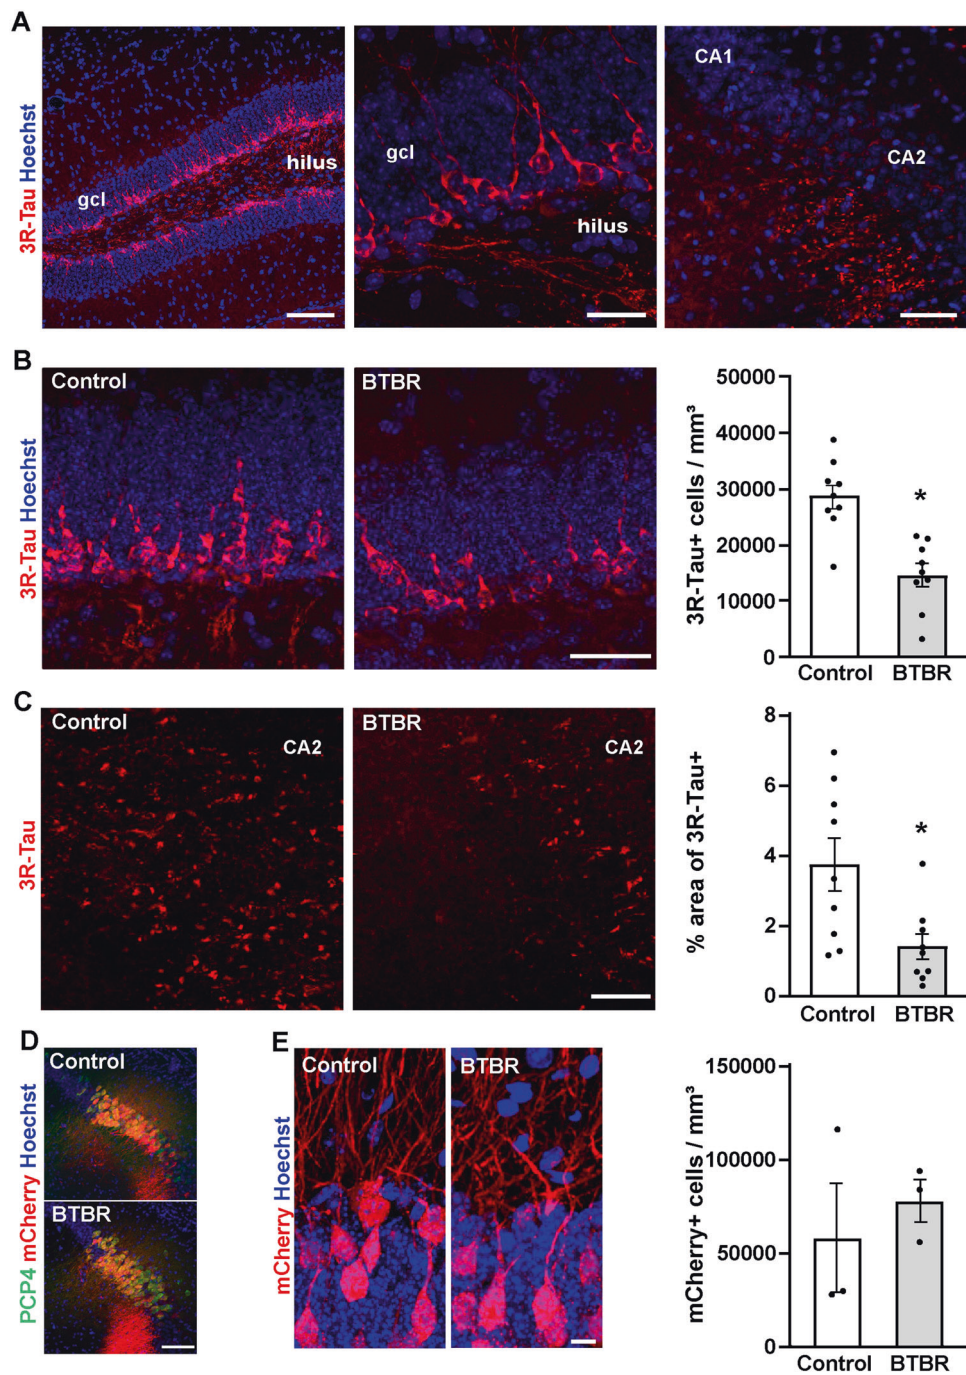 A
3R-Tau Hoechst
gcl
hilus
gcl
hilus
CA1
CA2
B
3R-Tau Hoechst
Control
BTBR
3R-Tau+ cells / mm³
50000
40000
30000
20000
10000
0
*
Control
BTBR
C
3R-Tau
Control
CA2
BTBR
CA2
% area of 3R-Tau+
8
6
4
2
0
*
Control
BTBR
D
PCP4 mCherry Hoechst
Control
BTBR
E
mCherry Hoechst
Control
BTBR
mCherry+ cells / mm³
150000
100000
50000
0
Control
BTBR